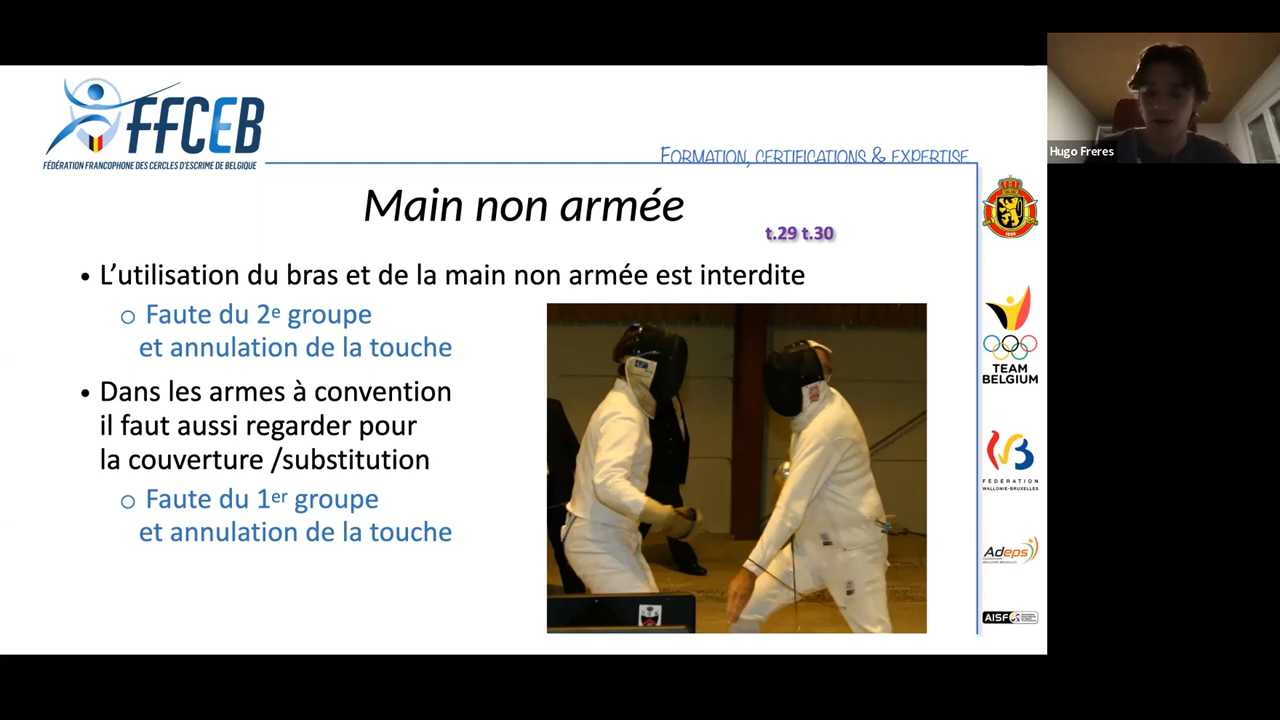 FFCEB
FÉDÉRATION FRANCOPHONE DES CERCLES D'ESCRIME DE BELGIQUE
FORMATION, CERTIFICATIONS & EXPERTISE
Hugo Freres
Main non armée
t.29 t.30
• L'utilisation du bras et de la main non armée est interdite
o Faute du 2e groupe
et annulation de la touche
• Dans les armes à convention
il faut aussi regarder pour
la couverture /substitution
o Faute du 1er groupe
et annulation de la touche
TEAM
BELGIUM
FÉDÉRATION
WALLONIE-BRUXELLES
Adeps
AISF